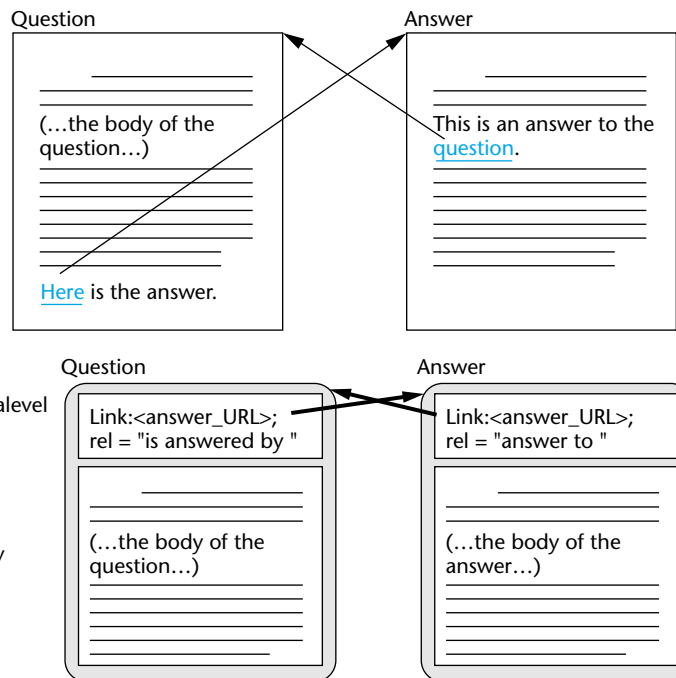 Question
Answer
(…the body of the
question…)
Here is the answer.
This is an answer to the
question.
Question
Answer
Link:<answer_URL>;
rel = "is answered by "
(…the body of the
question…)
Link:<answer_URL>;
rel = "answer to "
(…the body of the
answer…)